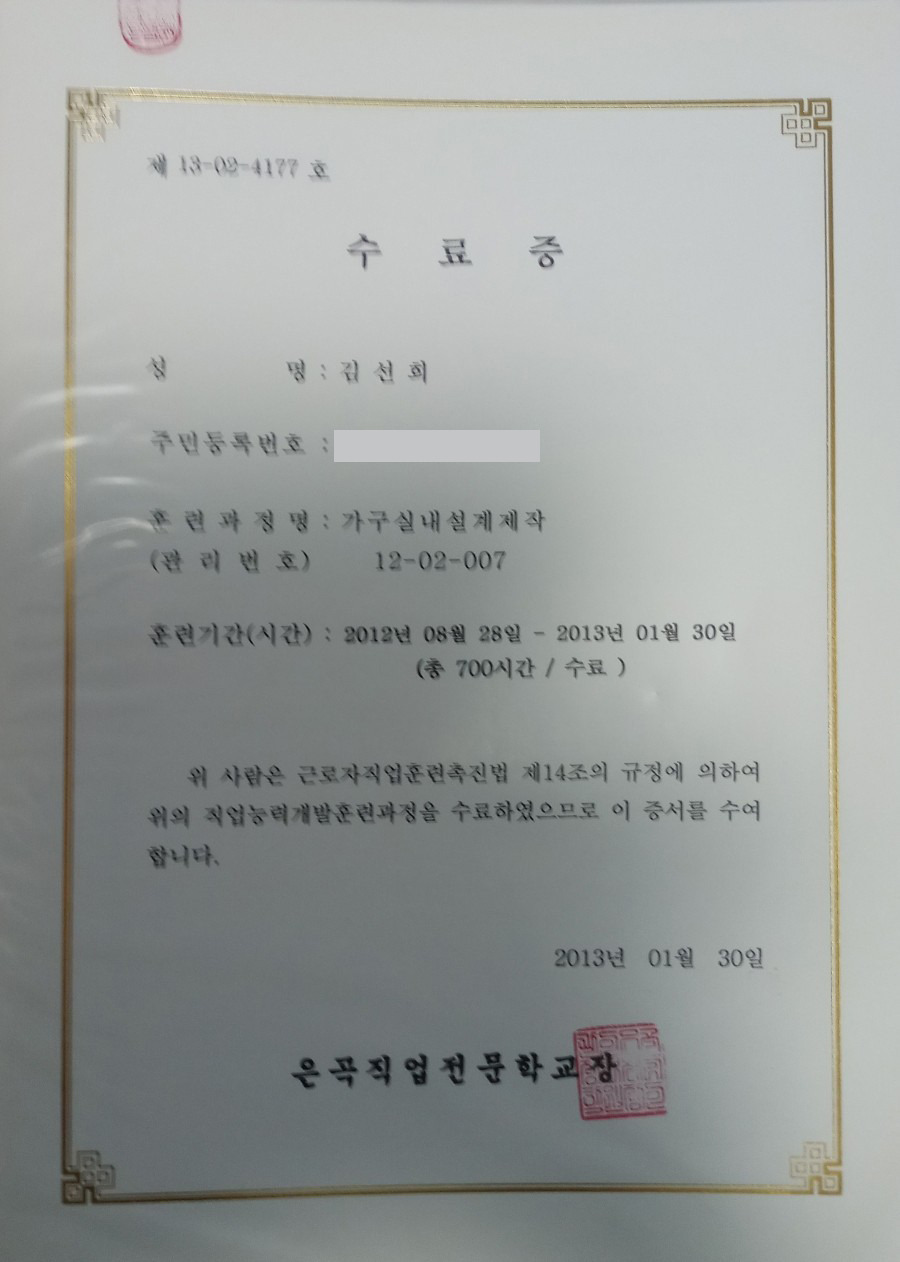 제 13-02-4177 호
수 료 증
성 명 : 김 선 희
주민등록번호 :
훈 련 과 정 명 : 가구실내설계제작
(관 리 번 호) 12-02-007
훈련기간(시간) : 2012년 08월 28일 - 2013년 01월 30일
(총 700시간 / 수료 )
위 사람은 근로자직업훈련촉진법 제14조의 규정에 의하여
위의 직업능력개발훈련과정을 수료하였으므로 이 증서를 수여
합니다.
2013년 01월 30일
은곡직업전문학교장